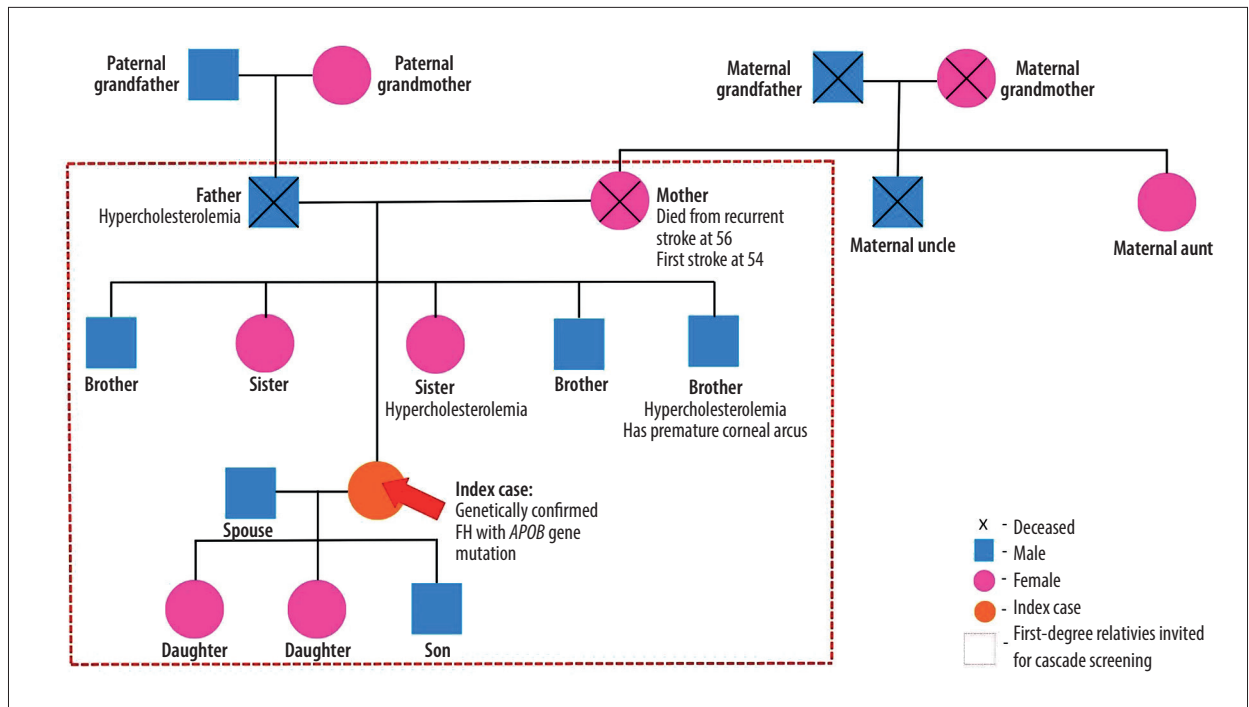 Paternal
grandfather
Paternal
grandmother
Maternal
grandfather
Maternal
grandmother
Father
Hypercholesterolemia
Mother
Died from recurrent
stroke at 56
First stroke at 54
Maternal uncle
Maternal aunt
Brother
Sister
Sister
Hypercholesterolemia
Brother
Brother
Hypercholesterolemia
Has premature corneal arcus
Spouse
Index case:
Genetically confirmed
FH with APOB gene
mutation
Daughter
Daughter
Son
X - Deceased
- Male
- Female
- Index case
- First-degree relativies invited
for cascade screening